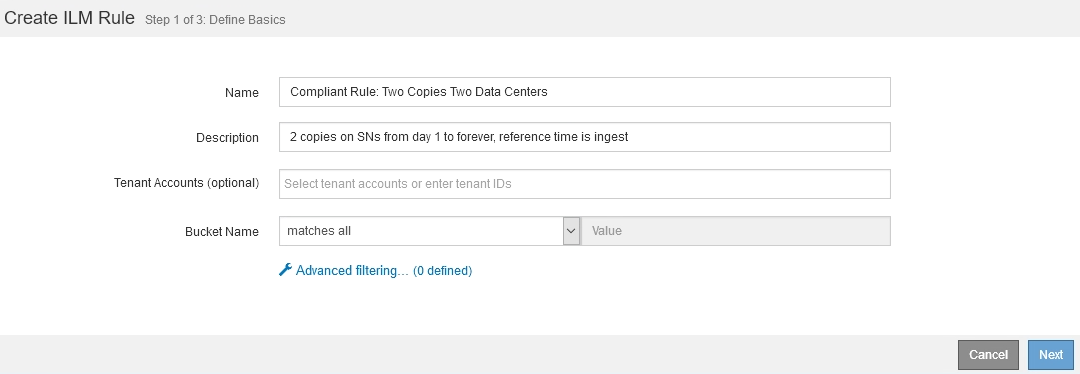 Create ILM Rule Step 1 of 3: Define Basics
Name Compliant Rule: Two Copies Two Data Centers
Description 2 copies on SNs from day 1 to forever, reference time is ingest
Tenant Accounts (optional) Select tenant accounts or enter tenant IDs
Bucket Name matches all Value
Advanced filtering... (0 defined)
Cancel Next